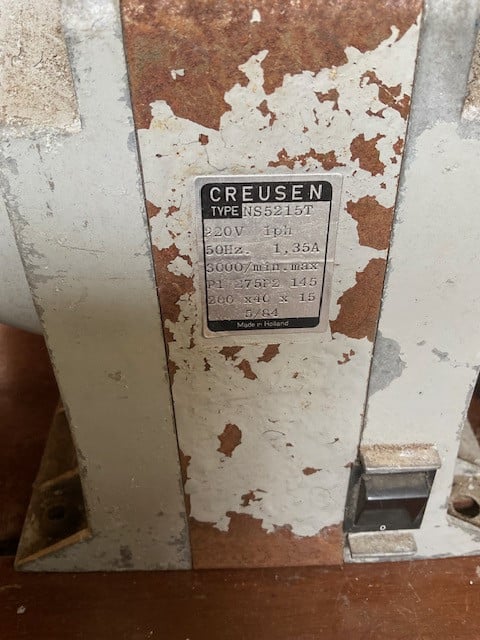 CREUSEN
TYPE NS5215T
220V 1ph
50Hz. 1,35A
3000/min.max
P1 275P2 145
200 x40 x 15
5/84
Made in Holland
O